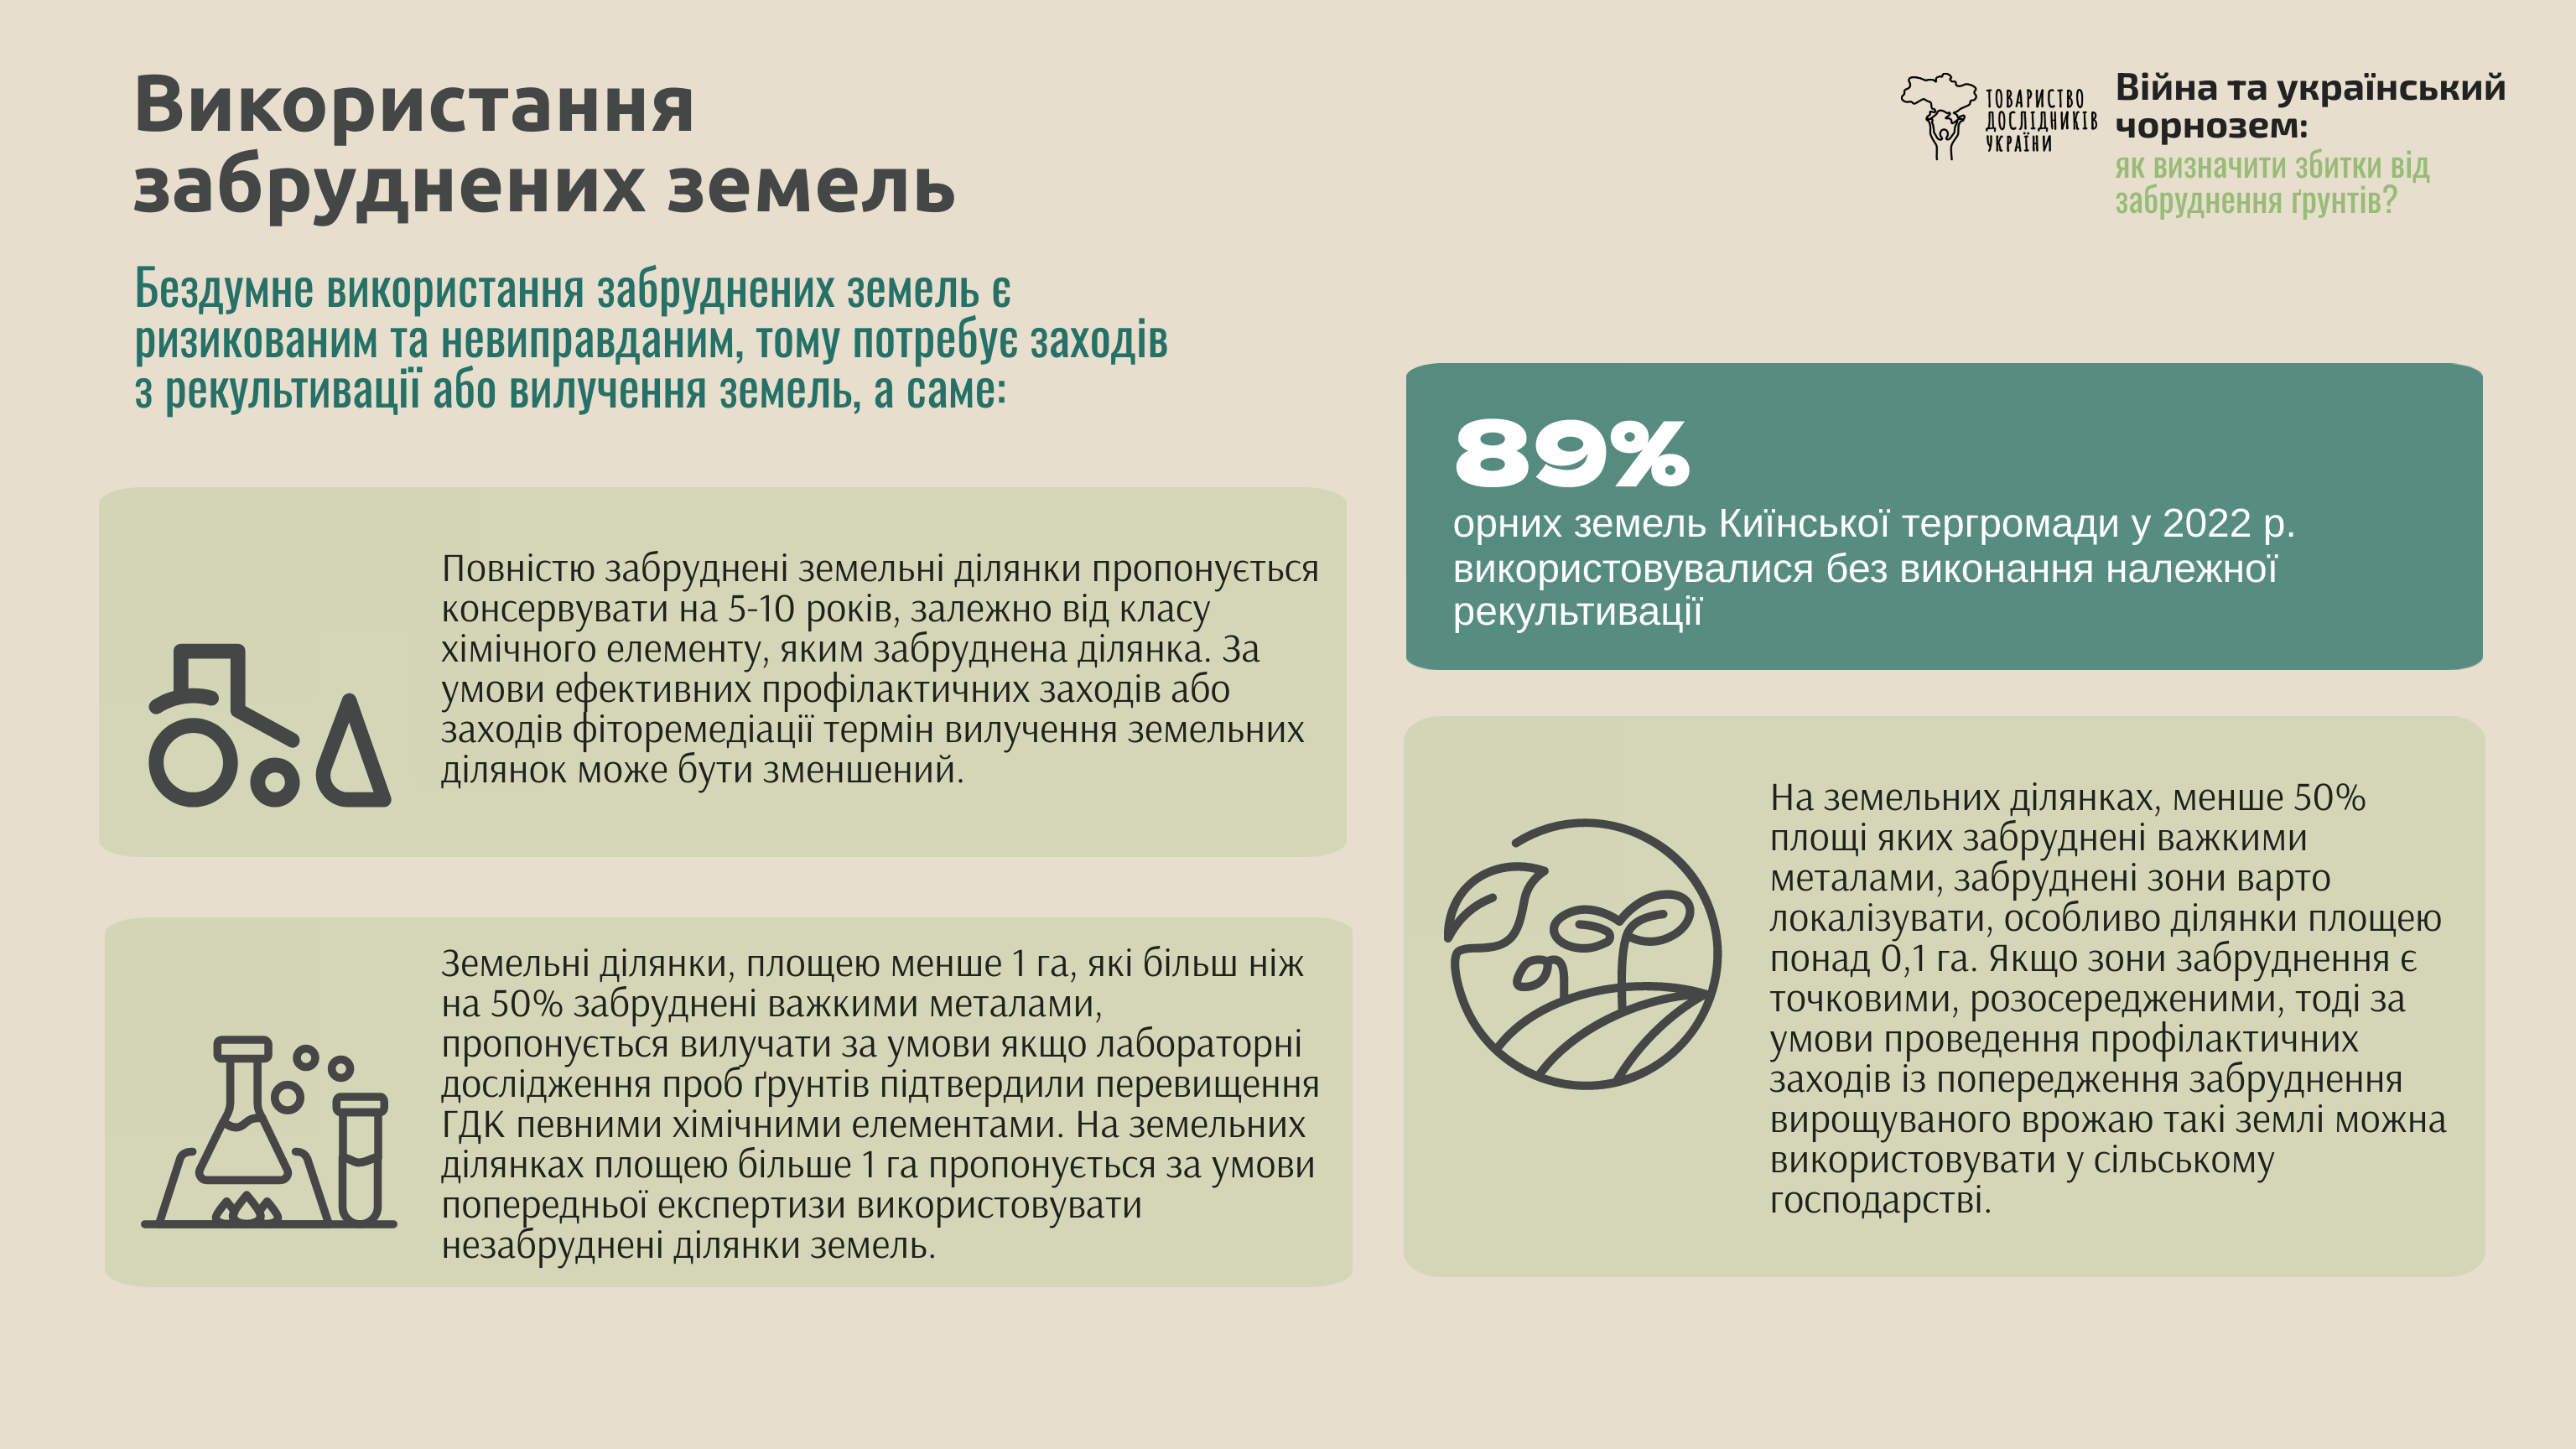 Використання
забруднених земель
ТОВАРИСТВО
ДОСЛІДНИКІВ
УКРАЇНИ
Війна та український
чорнозем:
як визначити збитки від
забруднення ґрунтів?
Бездумне використання забруднених земель є
ризикованим та невиправданим, тому потребує заходів
з рекультивації або вилучення земель, а саме:
Повністю забруднені земельні ділянки пропонується
консервувати на 5-10 років, залежно від класу
хімічного елементу, яким забруднена ділянка. За
умови ефективних профілактичних заходів або
заходів фіторемедіації термін вилучення земельних
ділянок може бути зменшений.
Земельні ділянки, площею менше 1 га, які більш ніж
на 50% забруднені важкими металами,
пропонується вилучати за умови якщо лабораторні
дослідження проб ґрунтів підтвердили перевищення
ГДК певними хімічними елементами. На земельних
ділянках площею більше 1 га пропонується за умови
попередньої експертизи використовувати
незабруднені ділянки земель.
89%
орних земель Киїнської тергромади у 2022 р.
використовувалися без виконання належної
рекультивації
На земельних ділянках, менше 50%
площі яких забруднені важкими
металами, забруднені зони варто
локалізувати, особливо ділянки площею
понад 0,1 га. Якщо зони забруднення є
точковими, розосередженими, тоді за
умови проведення профілактичних
заходів із попередження забруднення
вирощуваного врожаю такі землі можна
використовувати у сільському
господарстві.